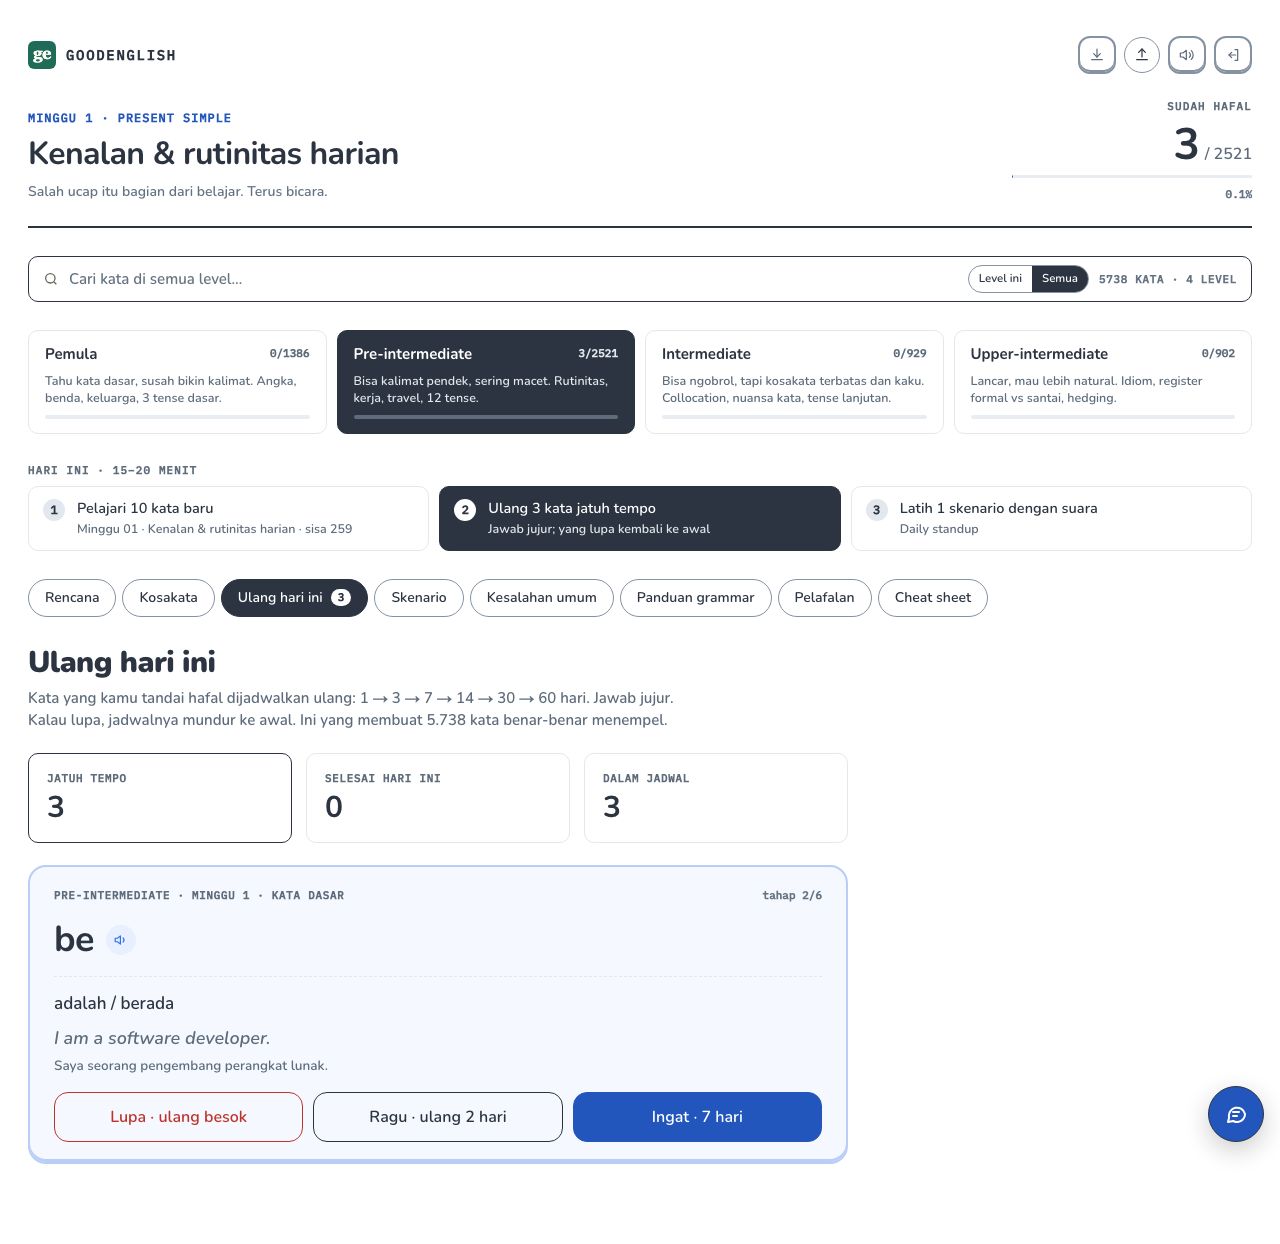 ge GOODENGLISH
MINGGU 1 · PRESENT SIMPLE
Kenalan & rutinitas harian
Salah ucap itu bagian dari belajar. Terus bicara.
SUDAH HAFAL
3 / 2521
0.1%
Cari kata di semua level...
Level ini Semua 5738 KATA · 4 LEVEL
Pemula 0/1386
Tahu kata dasar, susah bikin kalimat. Angka,
benda, keluarga, 3 tense dasar.
Pre-intermediate 3/2521
Bisa kalimat pendek, sering macet. Rutinitas,
kerja, travel, 12 tense.
Intermediate 0/929
Bisa ngobrol, tapi kosakata terbatas dan kaku.
Collocation, nuansa kata, tense lanjutan.
Upper-intermediate 0/902
Lancar, mau lebih natural. Idiom, register
formal vs santai, hedging.
HARI INI · 15–20 MENIT
1 Pelajari 10 kata baru
Minggu 01 · Kenalan & rutinitas harian · sisa 259
2 Ulang 3 kata jatuh tempo
Jawab jujur; yang lupa kembali ke awal
3 Latih 1 skenario dengan suara
Daily standup
Rencana Kosakata Ulang hari ini 3 Skenario Kesalahan umum Panduan grammar Pelafalan Cheat sheet
Ulang hari ini
Kata yang kamu tandai hafal dijadwalkan ulang: 1 → 3 → 7 → 14 → 30 → 60 hari. Jawab jujur.
Kalau lupa, jadwalnya mundur ke awal. Ini yang membuat 5.738 kata benar-benar menempel.
JATUH TEMPO
3
SELESAI HARI INI
0
DALAM JADWAL
3
PRE-INTERMEDIATE · MINGGU 1 · KATA DASAR tahap 2/6
be
adalah / berada
I am a software developer.
Saya seorang pengembang perangkat lunak.
Lupa · ulang besok Ragu · ulang 2 hari Ingat · 7 hari